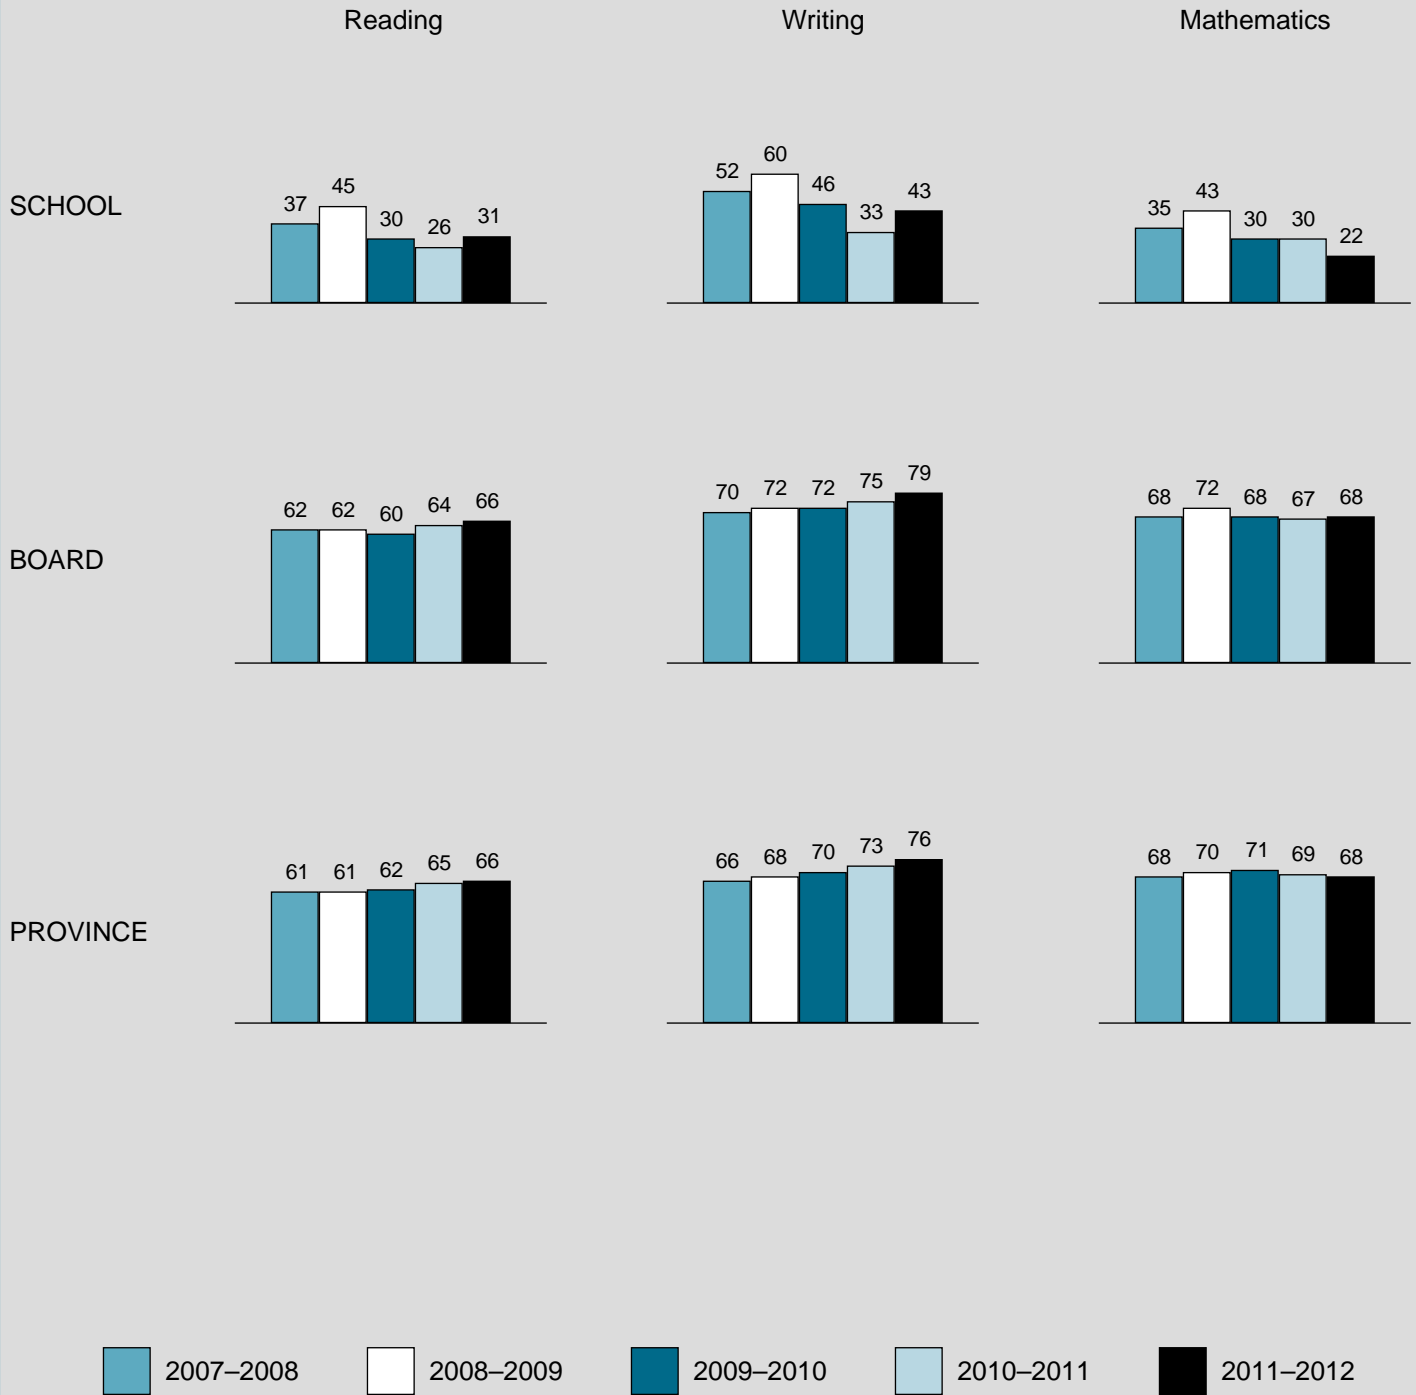 Reading Writing Mathematics
SCHOOL
37 45 30 26 31
52 60 46 33 43
35 43 30 30 22
BOARD
62 62 60 64 66
70 72 72 75 79
68 72 68 67 68
PROVINCE
61 61 62 65 66
66 68 70 73 76
68 70 71 69 68
2007–2008 2008–2009 2009–2010 2010–2011 2011–2012